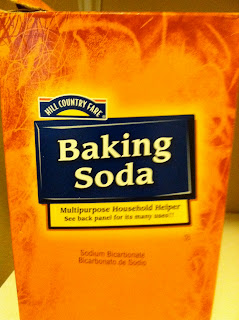 HILL COUNTRY FARE
Baking
Soda
Multipurpose Household Helper
See back panel for its many uses!!!
Sodium Bicarbonate
Bicarbonato de Sodio